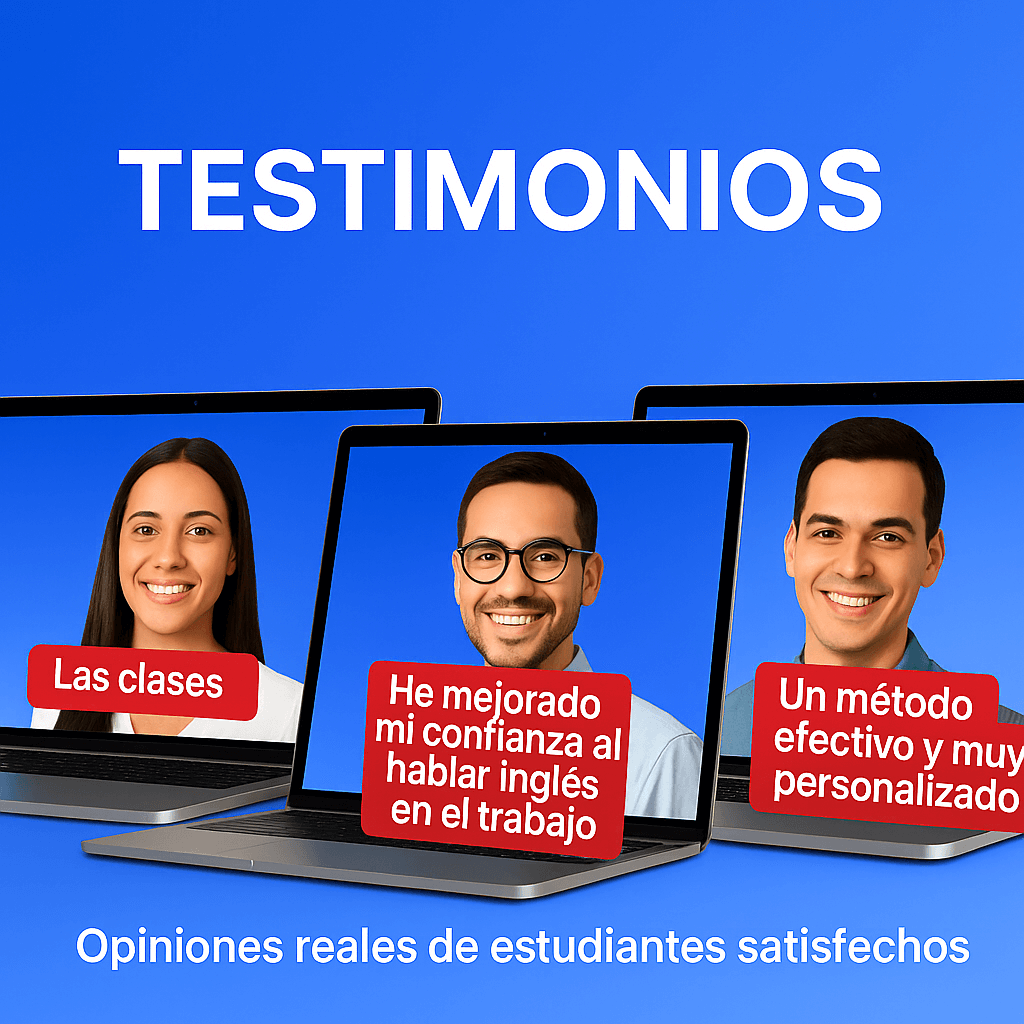 TESTIMONIOS
Las clases
He mejorado
mi confianza al
hablar inglés
en el trabajo
Un método
efectivo y muy
personalizado
Opiniones reales de estudiantes satisfechos